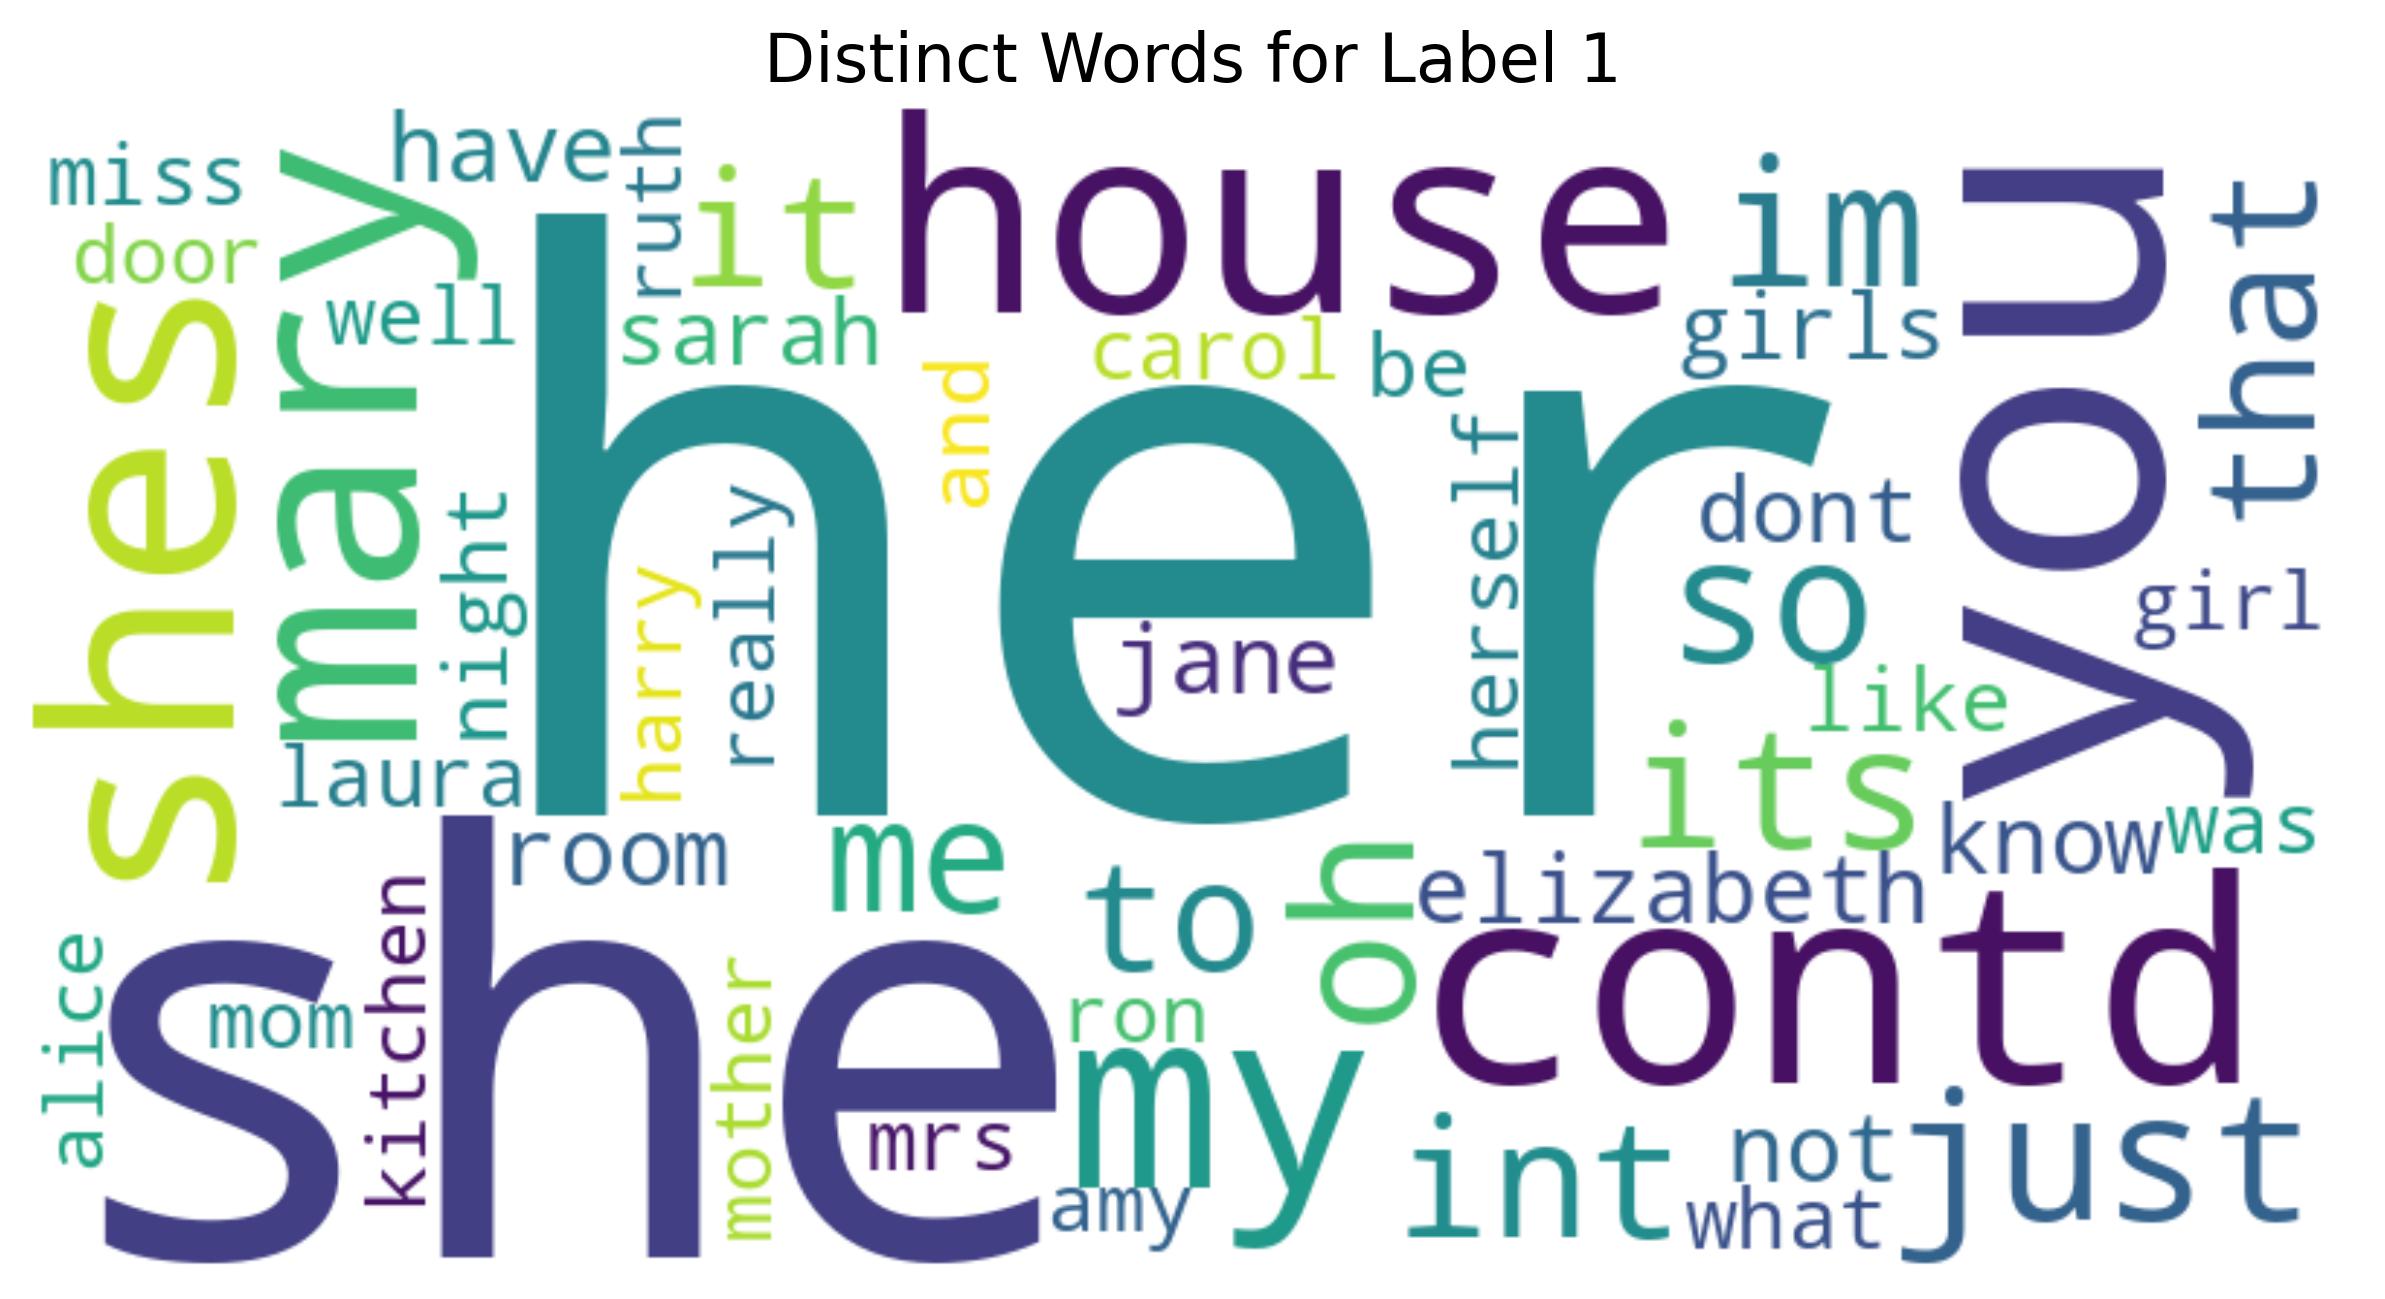 Distinct Words for Label 1
miss
have
ruth
it
house
im
you
that
door
mary
well
sarah
carol
be
girls
shes
her
and
herself
dont
night
harry
really
jane
so
girl
like
its
laura
room
me
to
oh
elizabeth
know
was
alice
she
mom
kitchen
mother
mrs
ron
my
contd
amy
int
not
what
just